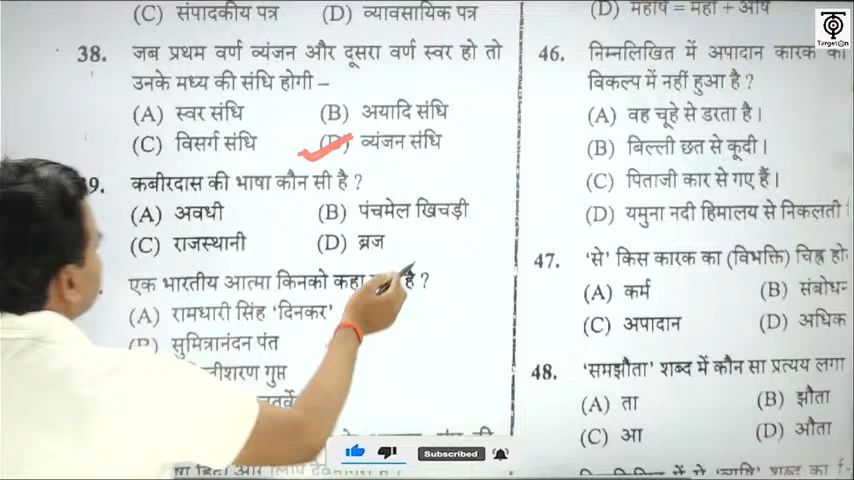 (C) संपादकीय पत्र (D) व्यावसायिक पत्र
38. जब प्रथम वर्ण व्यंजन और दूसरा वर्ण स्वर हो तो
उनके मध्य की संधि होगी –
(A) स्वर संधि (B) अयादि संधि
(C) विसर्ग संधि (D) व्यंजन संधि
कबीरदास की भाषा कौन सी है ?
(A) अवधी (B) पंचमेल खिचड़ी
(C) राजस्थानी (D) ब्रज
एक भारतीय आत्मा किनको कहा है ?
(A) रामधारी सिंह 'दिनकर'
(B) सुमित्रानंदन पंत
गुप्त
(D) महर्षि = महा + ऋषि
46. निम्नलिखित में अपादान कारक का
विकल्प में नहीं हुआ है ?
(A) वह चूहे से डरता है।
(B) बिल्ली छत से कूदी।
(C) पिताजी कार से गए हैं।
(D) यमुना नदी हिमालय से निकलती
47. 'से' किस कारक का (विभक्ति) चिह्न
(A) कर्म (B) संबोधन
(C) अपादान (D) अधिक
48. 'समझौता' शब्द में कौन सा प्रत्यय लगा
(A) ता (B) झौता
(C) आ (D) औता
Target@n
Subscribed